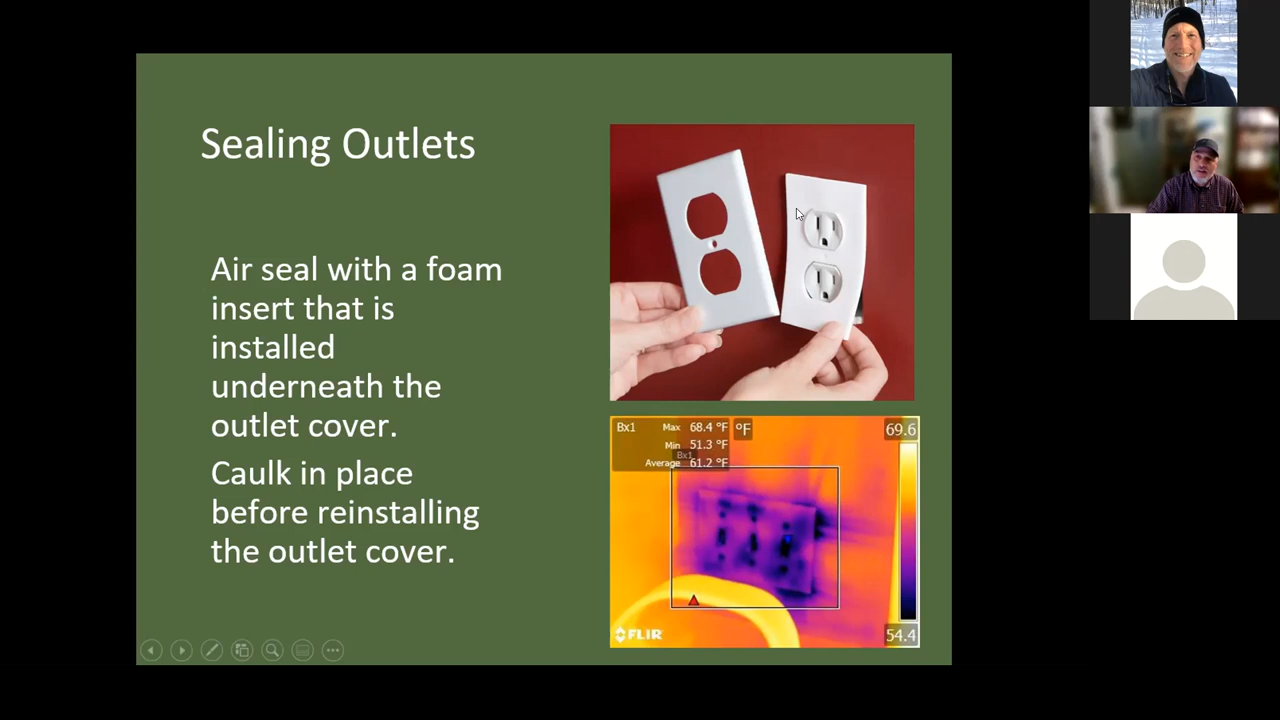 Sealing Outlets
Air seal with a foam
insert that is
installed
underneath the
outlet cover.
Caulk in place
before reinstalling
the outlet cover.
Bx1 Max 68.4 °F
Min 51.3 °F
Average 61.2 °F
Bx1
°F
69.6
54.4
FLIR